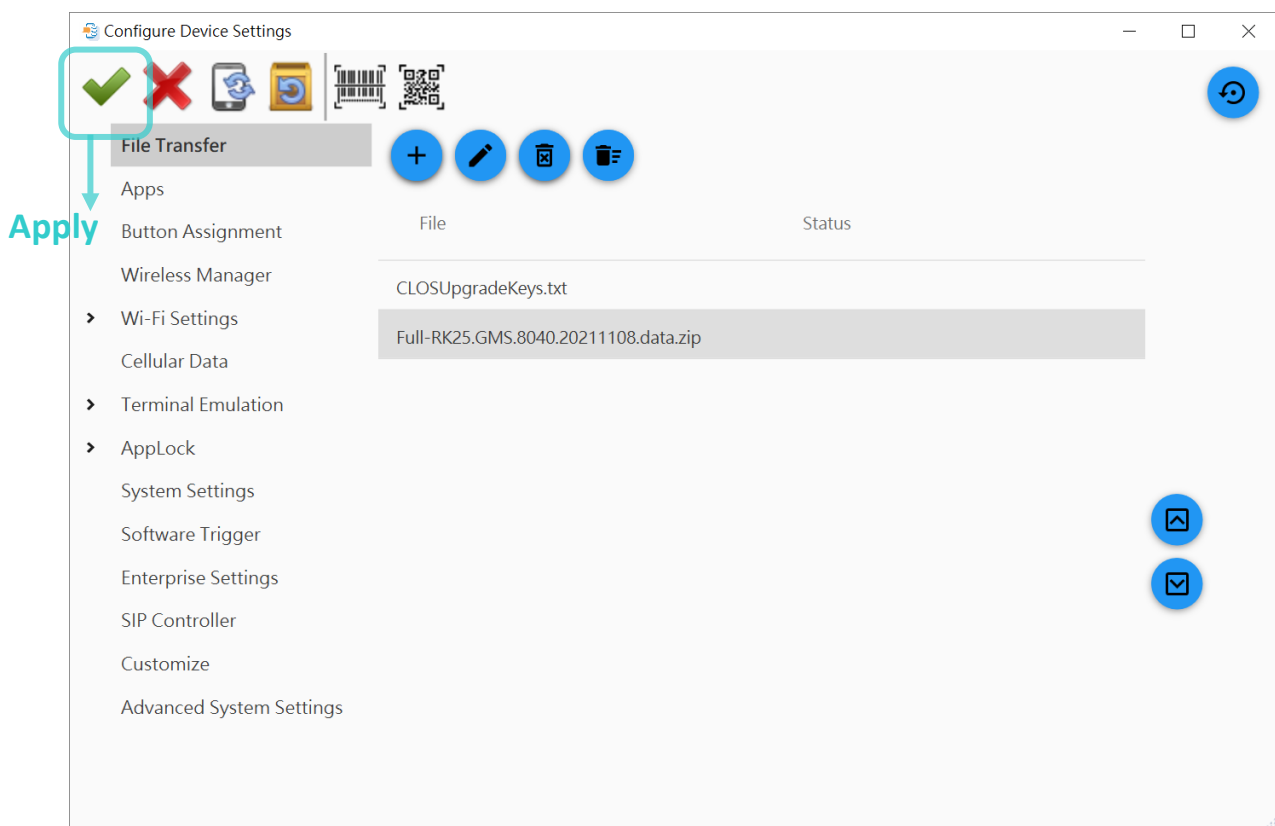 Configure Device Settings
File Transfer
Apps
Apply
Button Assignment
Wireless Manager
Wi-Fi Settings
Cellular Data
Terminal Emulation
AppLock
System Settings
Software Trigger
Enterprise Settings
SIP Controller
Customize
Advanced System Settings
File Status
CLOSUpgradeKeys.txt
Full-RK25.GMS.8040.20211108.data.zip